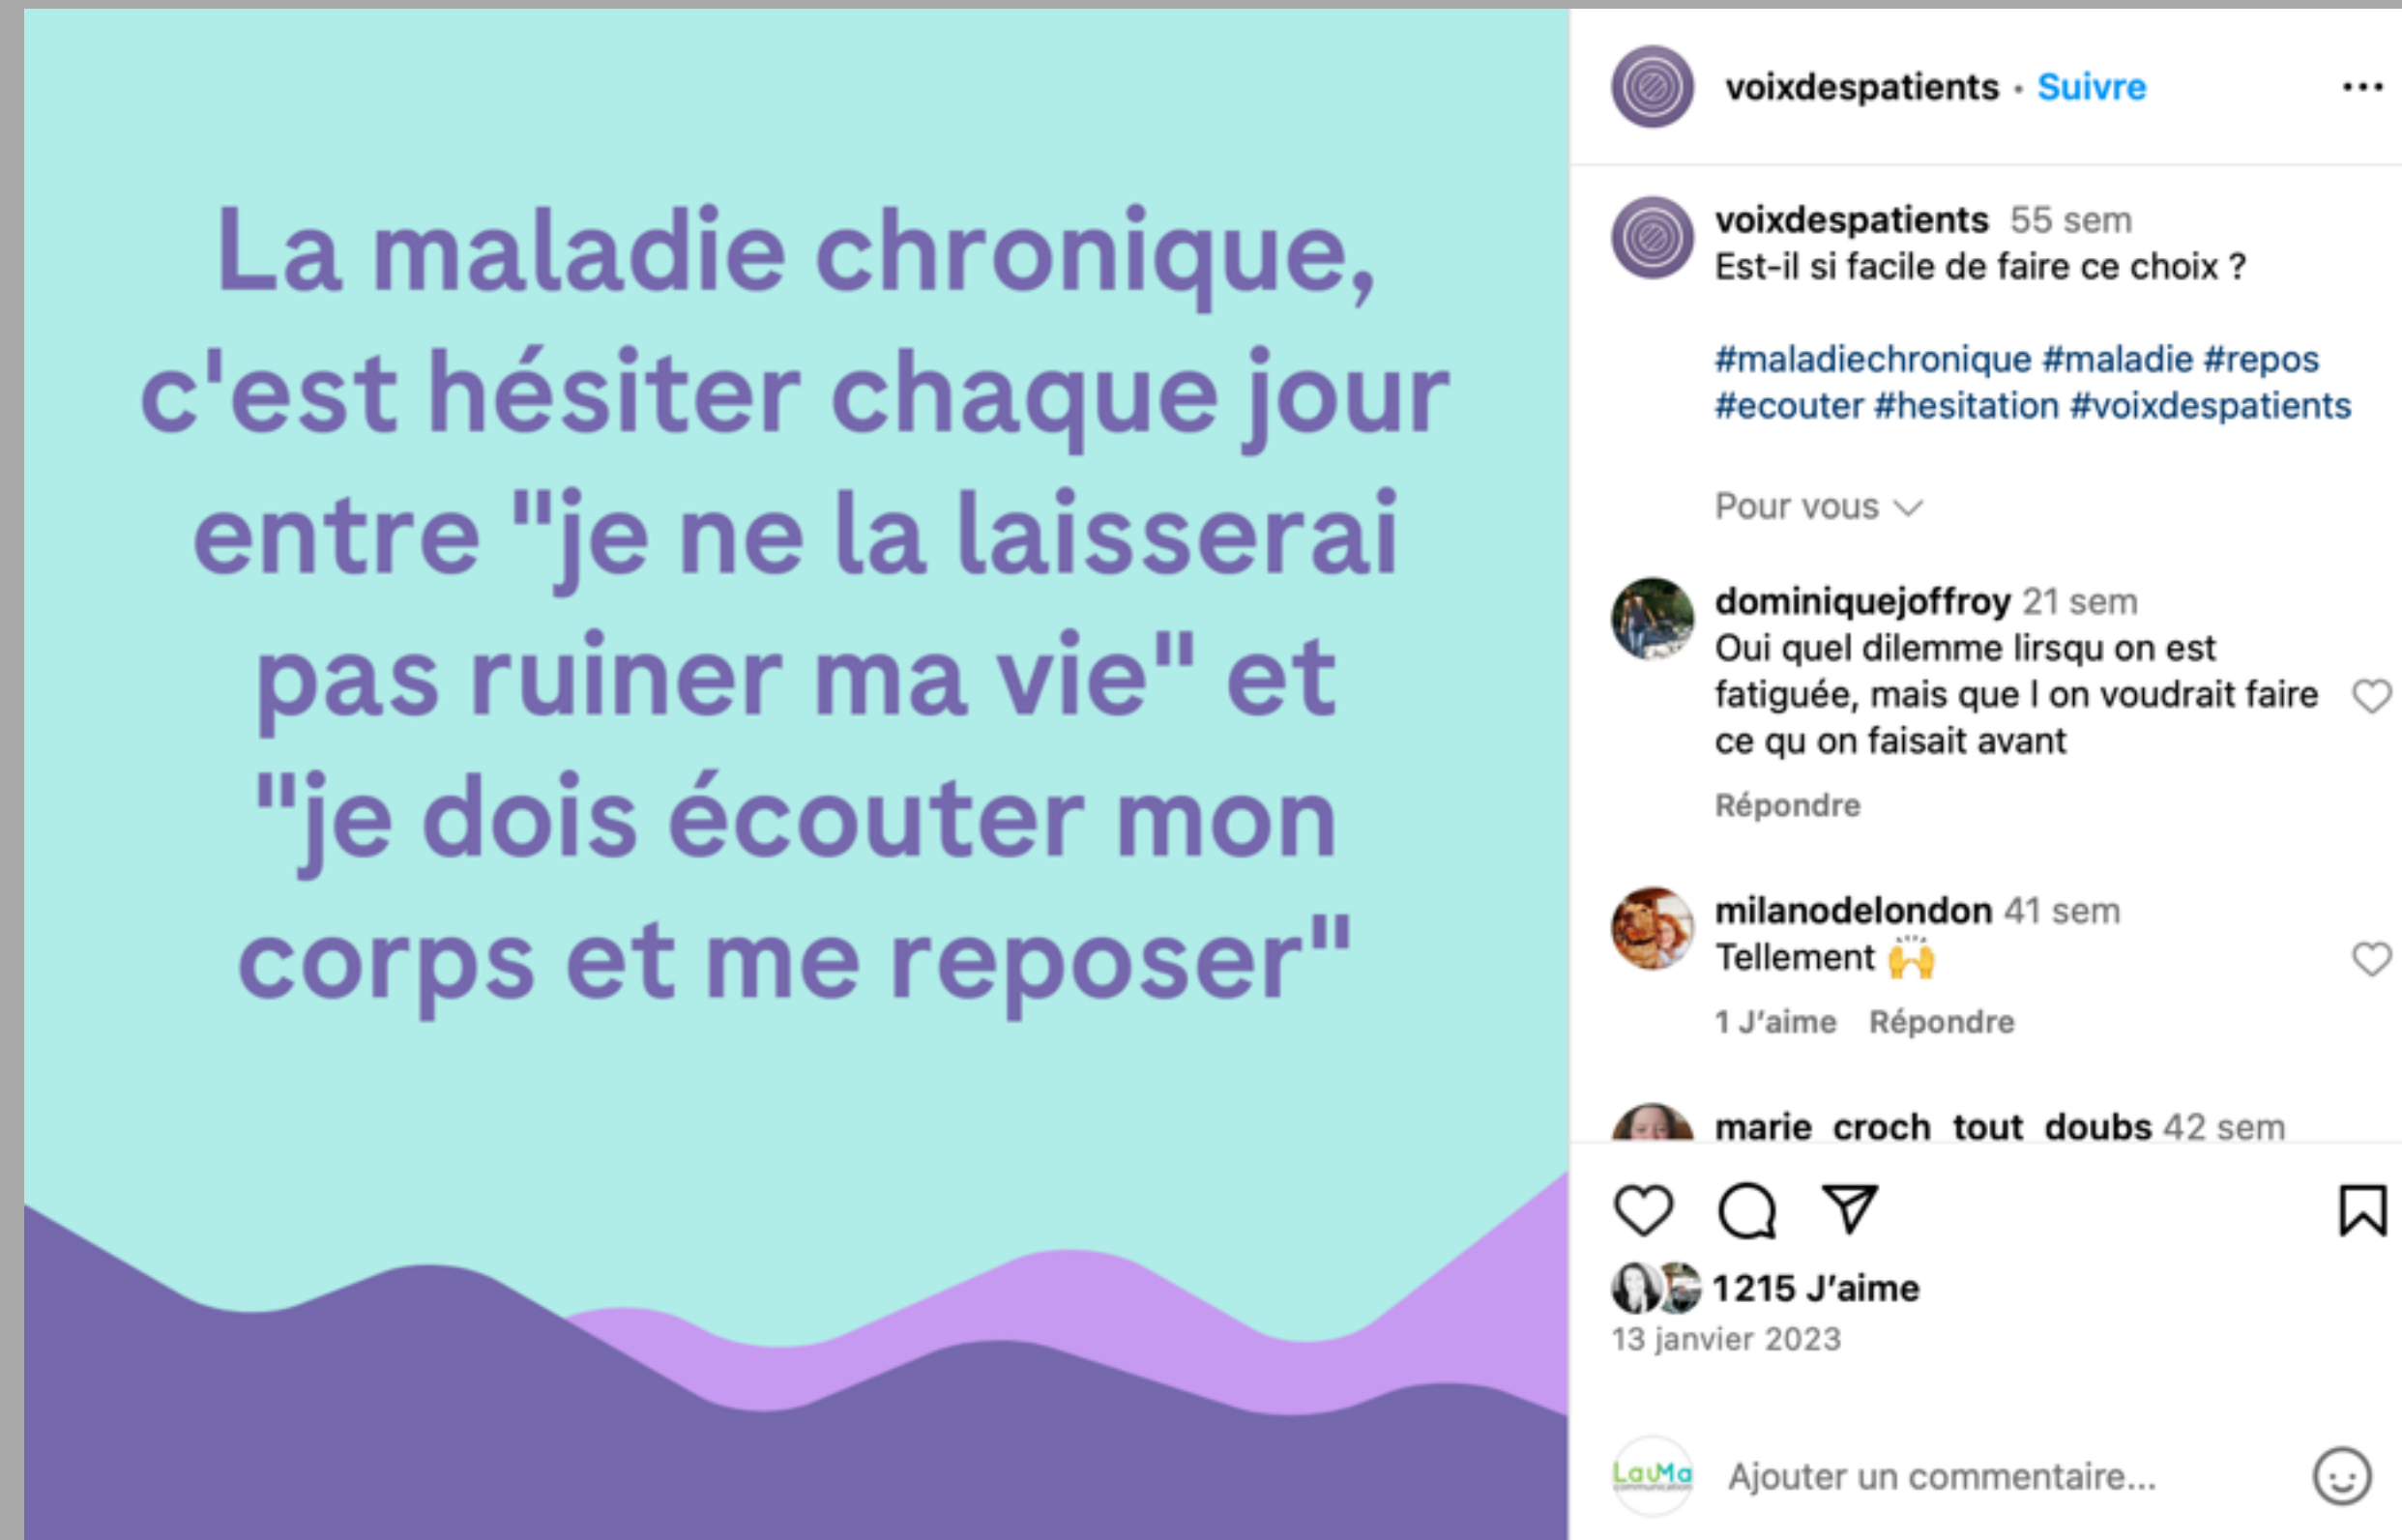 La maladie chronique,
c'est hésiter chaque jour
entre "je ne la laisserai
pas ruiner ma vie" et
"je dois écouter mon
corps et me reposer"
voixdespatients • Suivre
voixdespatients 55 sem
Est-il si facile de faire ce choix ?
#maladiechronique #maladie #repos
#ecouter #hesitation #voixdespatients
Pour vous
dominiquejoffroy 21 sem
Oui quel dilemme lirsqu on est
fatiguée, mais que l on voudrait faire
ce qu on faisait avant
Répondre
milanodelondon 41 sem
Tellement 🙌
1 J’aime Répondre
marie_croch_tout_doubs 42 sem
1 215 J’aime
13 janvier 2023
LauMa
communication
Ajouter un commentaire...